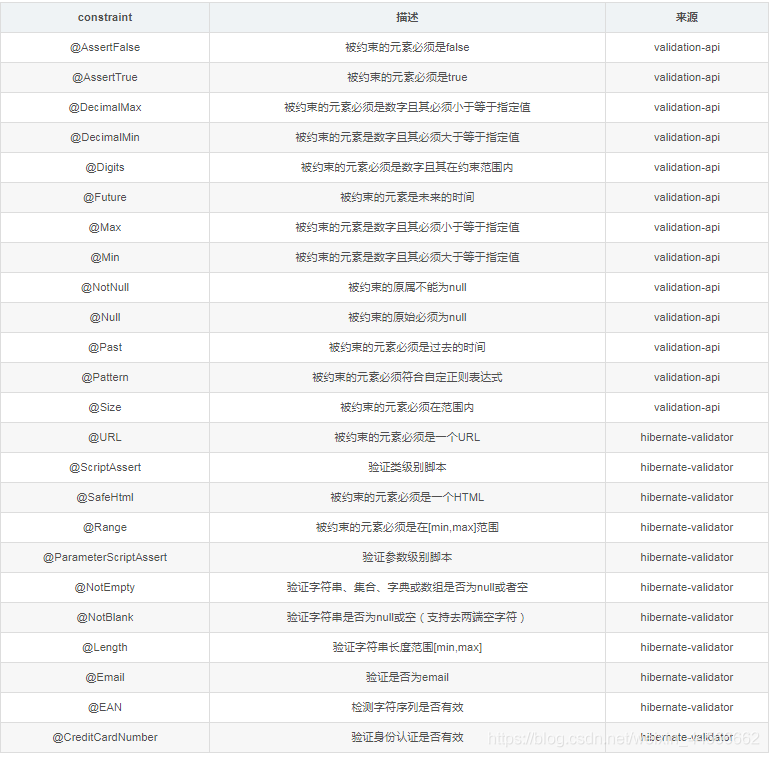 constraint 描述 来源
@AssertFalse 被约束的元素必须是false validation-api
@AssertTrue 被约束的元素必须是true validation-api
@DecimalMax 被约束的元素必须是数字且其必须小于等于指定值 validation-api
@DecimalMin 被约束的元素是数字且其必须大于等于指定值 validation-api
@Digits 被约束的元素必须是数字且其在约束范围内 validation-api
@Future 被约束的元素是未来的时间 validation-api
@Max 被约束的元素是数字且其必须小于等于指定值 validation-api
@Min 被约束的元素是数字且其必须大于等于指定值 validation-api
@NotNull 被约束的原属不能为null validation-api
@Null 被约束的原始必须为null validation-api
@Past 被约束的元素必须是过去的时间 validation-api
@Pattern 被约束的元素必须符合自定正则表达式 validation-api
@Size 被约束的元素必须在范围内 validation-api
@URL 被约束的元素必须是一个URL hibernate-validator
@ScriptAssert 验证类级别脚本 hibernate-validator
@SafeHtml 被约束的元素必须是一个HTML hibernate-validator
@Range 被约束的元素必须是在[min,max]范围 hibernate-validator
@ParameterScriptAssert 验证参数级别脚本 hibernate-validator
@NotEmpty 验证字符串、集合、字典或数组是否为null或者空 hibernate-validator
@NotBlank 验证字符串是否为null或空（支持去两端空字符） hibernate-validator
@Length 验证字符串长度范围[min,max] hibernate-validator
@Email 验证是否为email hibernate-validator
@EAN 检测字符序列是否有效 hibernate-validator
@CreditCardNumber 验证身份认证是否有效 hibernate-validator